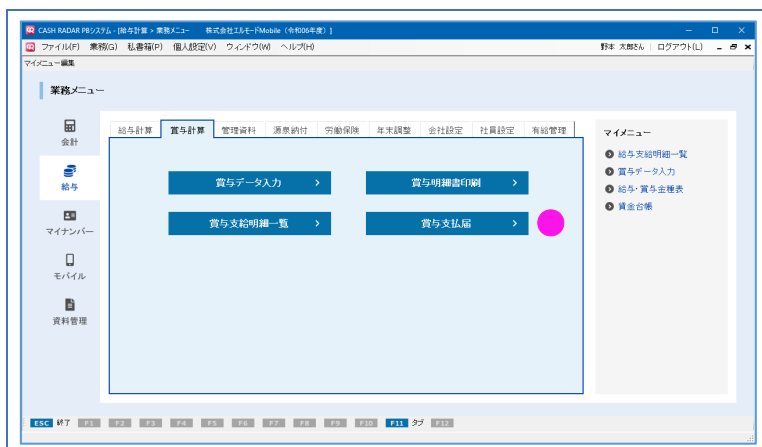 CASH RADAR PBシステム - [給与計算 > 業務メニュー 株式会社エルモードMobile（令和06年度）]
ファイル(F) 業務(G) 私書箱(P) 個人設定(V) ウィンドウ(W) ヘルプ(H) 野本 太郎さん ログアウト(L)
マイメニュー編集
業務メニュー
会計
給与
マイナンバー
モバイル
資料管理
給与計算 賞与計算 管理資料 源泉納付 労働保険 年末調整 会社設定 社員設定 有給管理
賞与データ入力 賞与明細書印刷
賞与支給明細一覧 賞与支払届
マイメニュー
給与支給明細一覧
賞与データ入力
給与・賞与金種表
賃金台帳
ESC 終了 F1 F2 F3 F4 F5 F6 F7 F8 F9 F10 F11 タブ F12